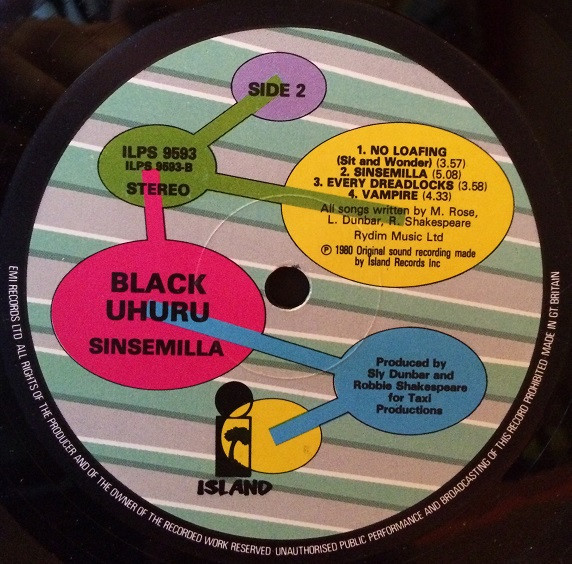 SIDE 2
ILPS 9593
ILPS 9593-B
STEREO
1. NO LOAFING
(Sit and Wonder) (3.57)
2. SINSEMILLA (5.08)
3. EVERY DREADLOCKS (3.58)
4. VAMPIRE (4.33)
All songs written by M. Rose,
L. Dunbar, R. Shakespeare
Rydim Music Ltd
Ⓟ 1980 Original sound recording made
by Island Records Inc
BLACK
UHURU
SINSEMILLA
Produced by
Sly Dunbar and
Robbie Shakespeare
for Taxi
Productions
ISLAND
EMI RECORDS LTD ALL RIGHTS OF THE PRODUCER AND OF THE OWNER OF THE RECORDED WORK RESERVED UNAUTHORISED PUBLIC PERFORMANCE AND BROADCASTING OF THIS RECORD PROHIBITED MADE IN GT BRITAIN